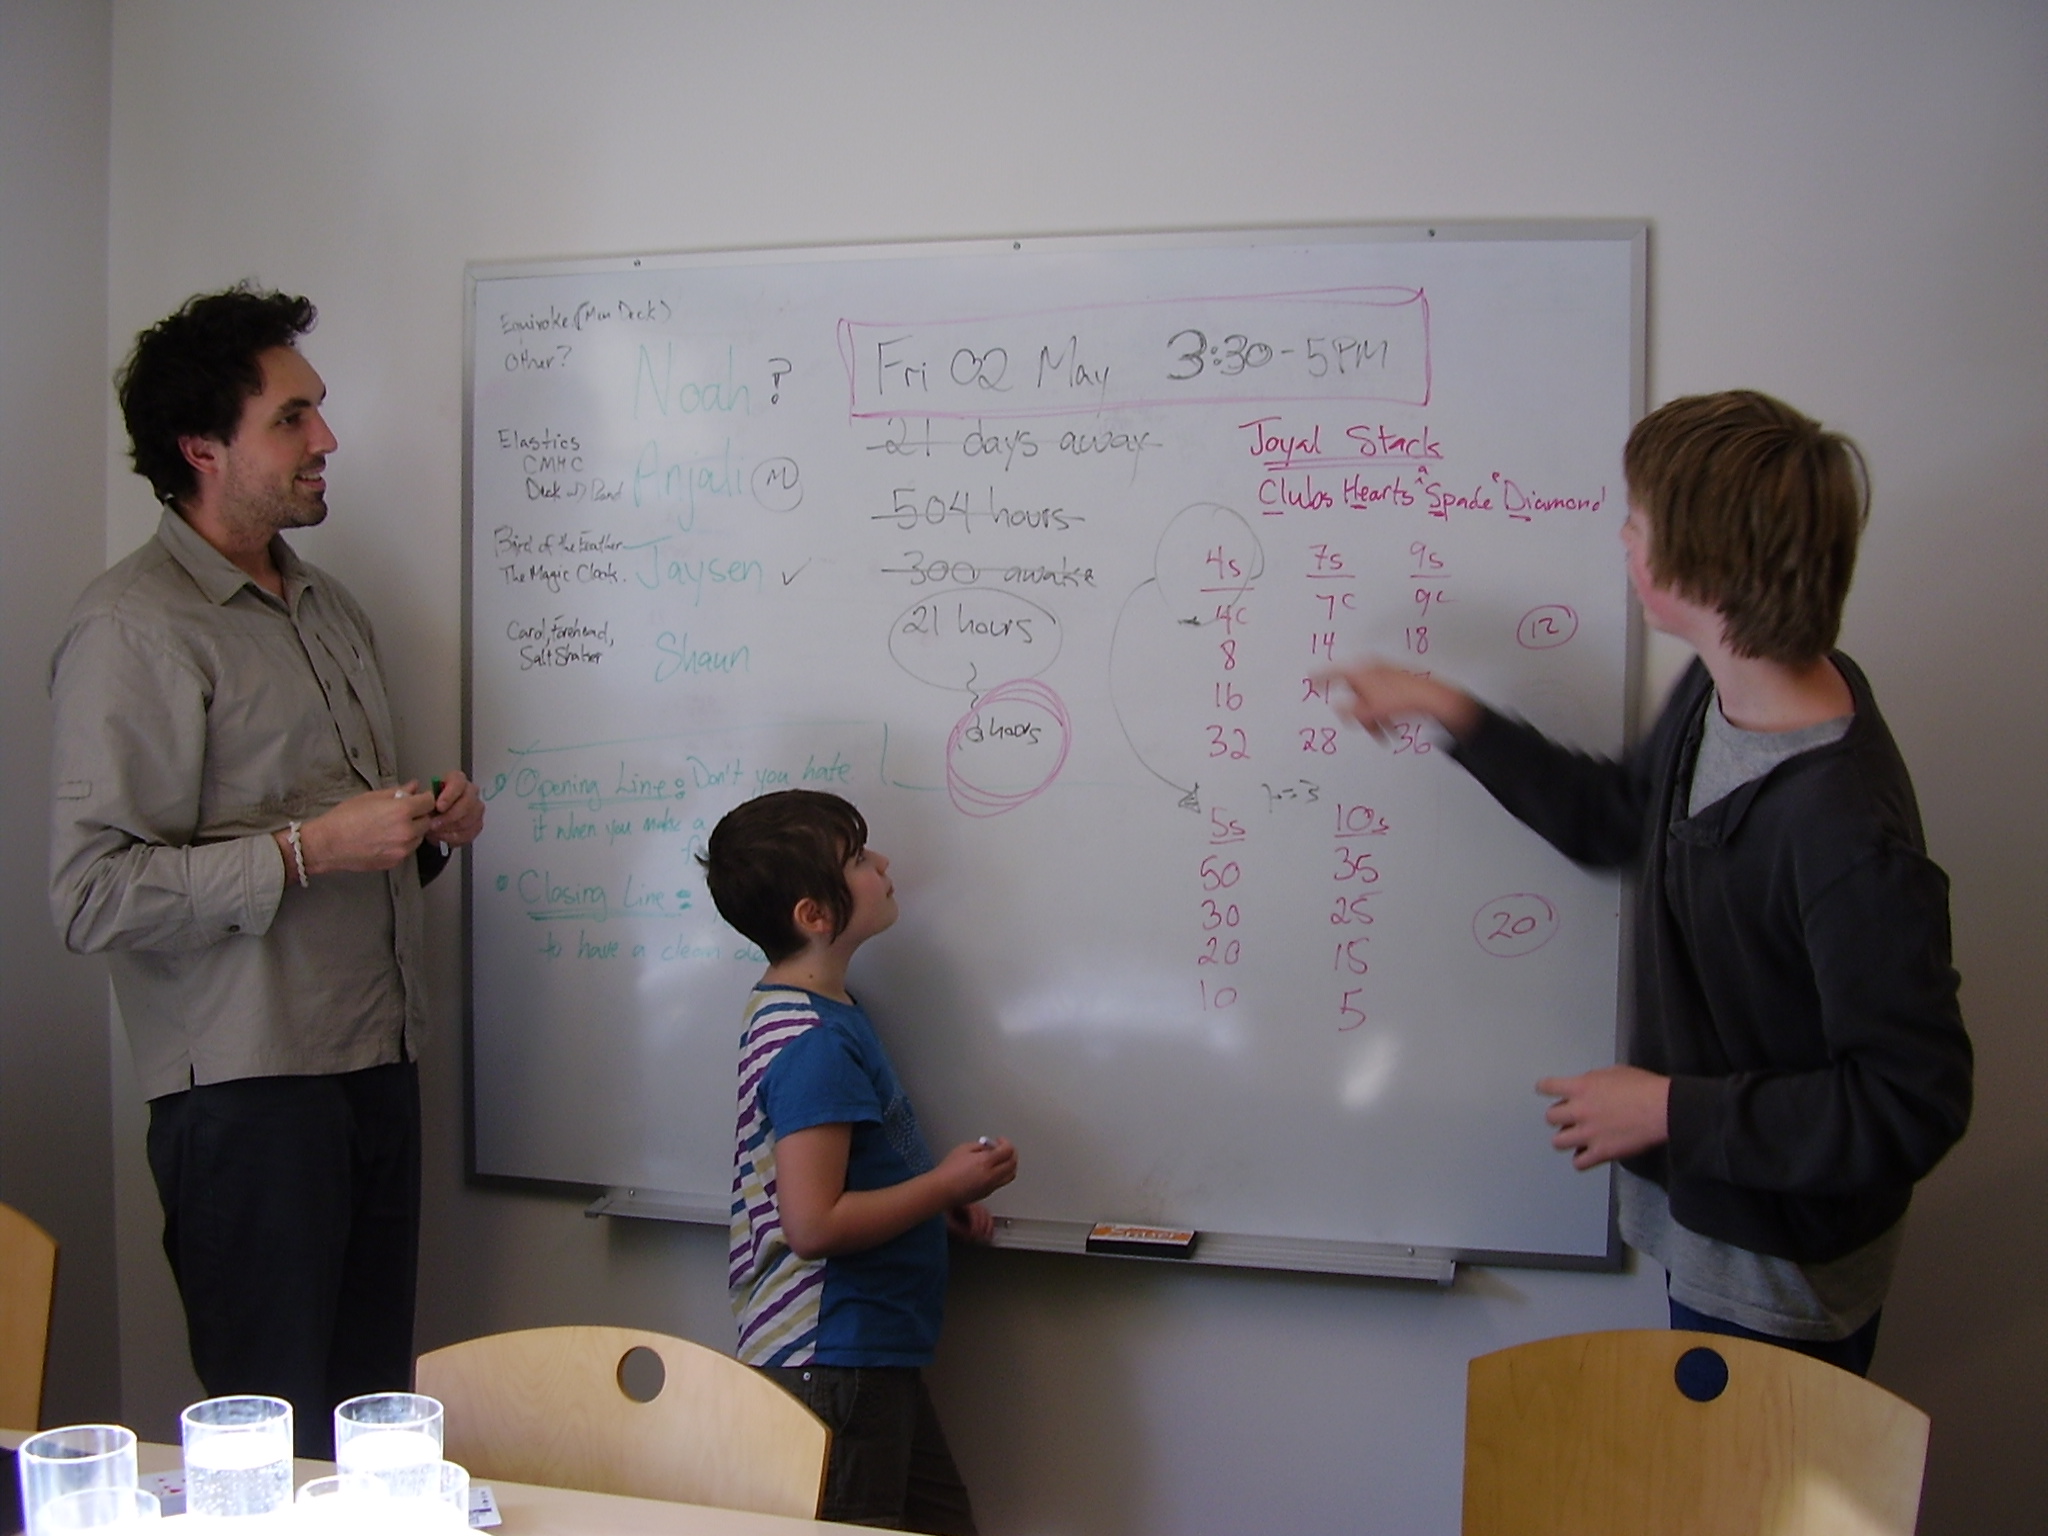 Equivoke (Men Deck)
Other?
Noah ?
Elastics
CMHC
Deck w/ Band
Anjali M
Bird of the Feather
The Magic Clock.
Jaysen ✓
Card, Forehead,
Salt Shaker
Shaun
Opening Line: Don't you hate
it when you make a
Closing Line:
to have a clean
Fri 02 May 3:30-5PM
21 days away
504 hours
300 awake
21 hours
hours
Joyal Stack
Clubs Hearts a Spade e Diamond
4s 7s 9s
4c 7c 9c
8 14 18
16 21
32 28 36
12
5s 10s
50 35
30 25
20 15
10 5
20